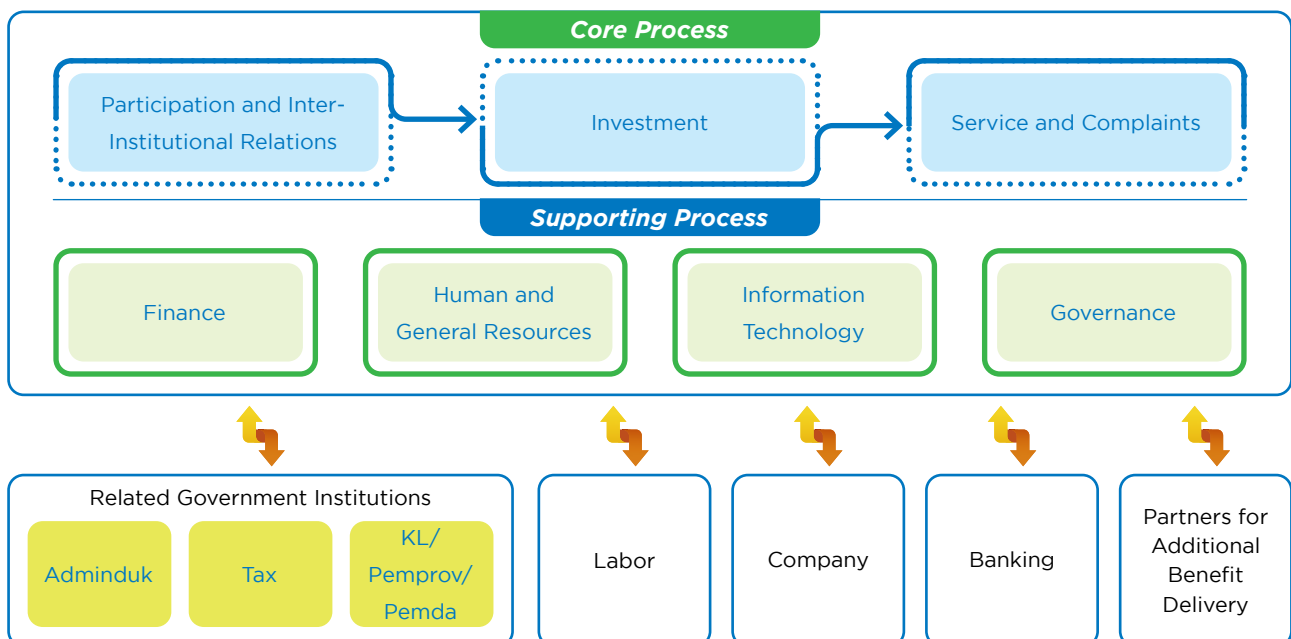 Core Process
Participation and Inter-
Institutional Relations
Investment
Service and Complaints
Supporting Process
Finance
Human and
General Resources
Information
Technology
Governance
Related Government Institutions
Adminduk
Tax
KL/
Pemprov/
Pemda
Labor
Company
Banking
Partners for
Additional
Benefit
Delivery